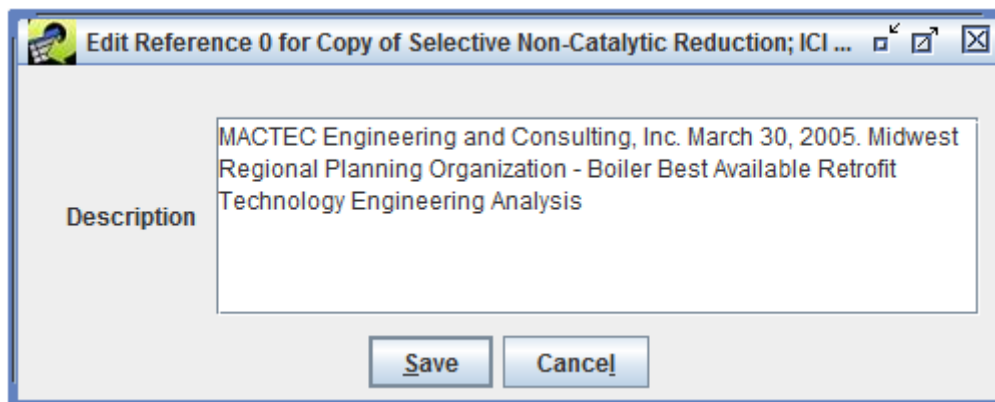 Edit Reference 0 for Copy of Selective Non-Catalytic Reduction; ICI ...
MACTEC Engineering and Consulting, Inc. March 30, 2005. Midwest
Regional Planning Organization - Boiler Best Available Retrofit
Technology Engineering Analysis
Description
Save Cancel